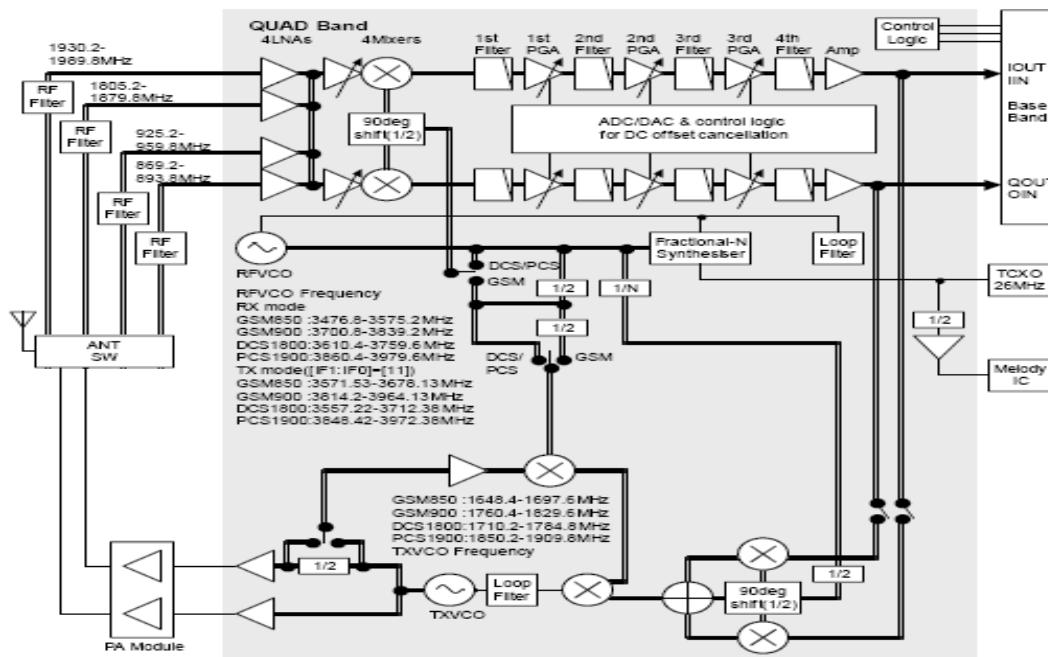 QUAD Band
4LNAs
4Mixers
1st
Filter
1st
PGA
2nd
Filter
2nd
PGA
3rd
Filter
3rd
PGA
4th
Filter
Amp
Control
Logic
IOUT
IIN
Base
Band
QOUT
QIN
1930.2-
1989.8MHz
RF
Filter
1805.2-
1879.8MHz
RF
Filter
925.2-
959.8MHz
RF
Filter
869.2-
893.8MHz
RF
Filter
90deg
shift(1/2)
ADC/DAC & control logic
for DC offset cancellation
RFVCO
DCS/PCS
GSM
1/2
1/N
Fractional-N
Synthesiser
Loop
Filter
TCXO
26MHz
1/2
Melody
IC
1/2
DCS/
PCS
GSM
ANT
SW
RFVCO Frequency
RX mode
GSM850 :3476.8-3575.2MHz
GSM900 :3700.8-3839.2MHz
DCS1800:3610.4-3759.6MHz
PCS1900:3860.4-3979.6MHz
TX mode([IF1:IF0]=[11])
GSM850:3571.53-3678.13MHz
GSM900:3814.2-3964.13MHz
DCS1800:3557.22-3712.38MHz
PCS1900:3848.42-3972.38MHz
GSM850 :1648.4-1697.6MHz
GSM900 :1760.4-1829.6MHz
DCS1800:1710.2-1784.8MHz
PCS1900:1850.2-1909.8MHz
TXVCO Frequency
1/2
TXVCO
Loop
Filter
90deg
shift(1/2)
1/2
PA Module